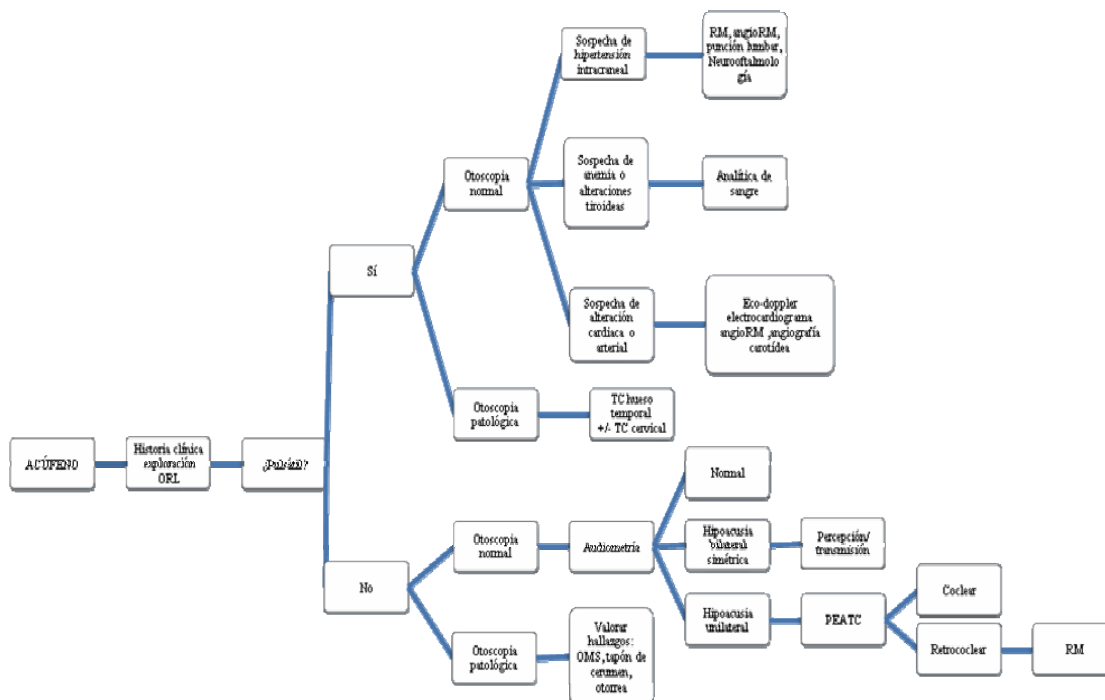 ACÚFENO
Historia clínica
exploración
ORL
¿Pulsátil?
Sí
Otoscopia
normal
Sospecha de
hipertensión
intracraneal
RM, angioRM,
punción lumbar,
Neurooftalmolo
gía
Sospecha de
anemia o
alteraciones
tiroideas
Analítica de
sangre
Sospecha de
alteración
cardiaca o
arterial
Eco-doppler
electrocardiograma
angioRM ,angiografía
carotídea
Otoscopia
patológica
TC hueso
temporal
+/- TC cervical
No
Otoscopia
normal
Audiometría
Normal
Hipoacusia
bilateral
simétrica
Percepción/
transmisión
Hipoacusia
unilateral
PEATC
Coclear
Retrococlear
RM
Otoscopia
patológica
Valorar
hallazgos:
OMS, tapón de
cerumen,
otorrea